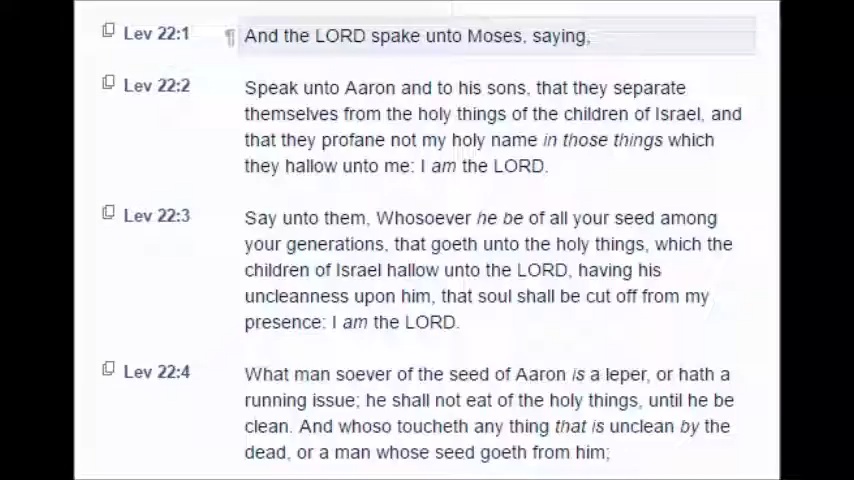 Lev 22:1 ¶ And the LORD spake unto Moses, saying,
Lev 22:2 Speak unto Aaron and to his sons, that they separate
themselves from the holy things of the children of Israel, and
that they profane not my holy name in those things which
they hallow unto me: I am the LORD.
Lev 22:3 Say unto them, Whosoever he be of all your seed among
your generations, that goeth unto the holy things, which the
children of Israel hallow unto the LORD, having his
uncleanness upon him, that soul shall be cut off from my
presence: I am the LORD.
Lev 22:4 What man soever of the seed of Aaron is a leper, or hath a
running issue; he shall not eat of the holy things, until he be
clean. And whoso toucheth any thing that is unclean by the
dead, or a man whose seed goeth from him;